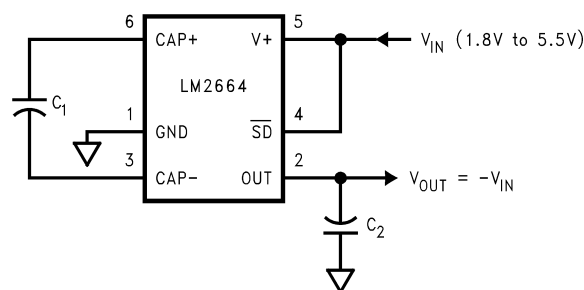 6
5
CAP+
V+
V_IN (1.8V to 5.5V)
LM2664
C_1
1
4
GND
S̅D̅
3
2
CAP-
OUT
V_OUT = -V_IN
C_2